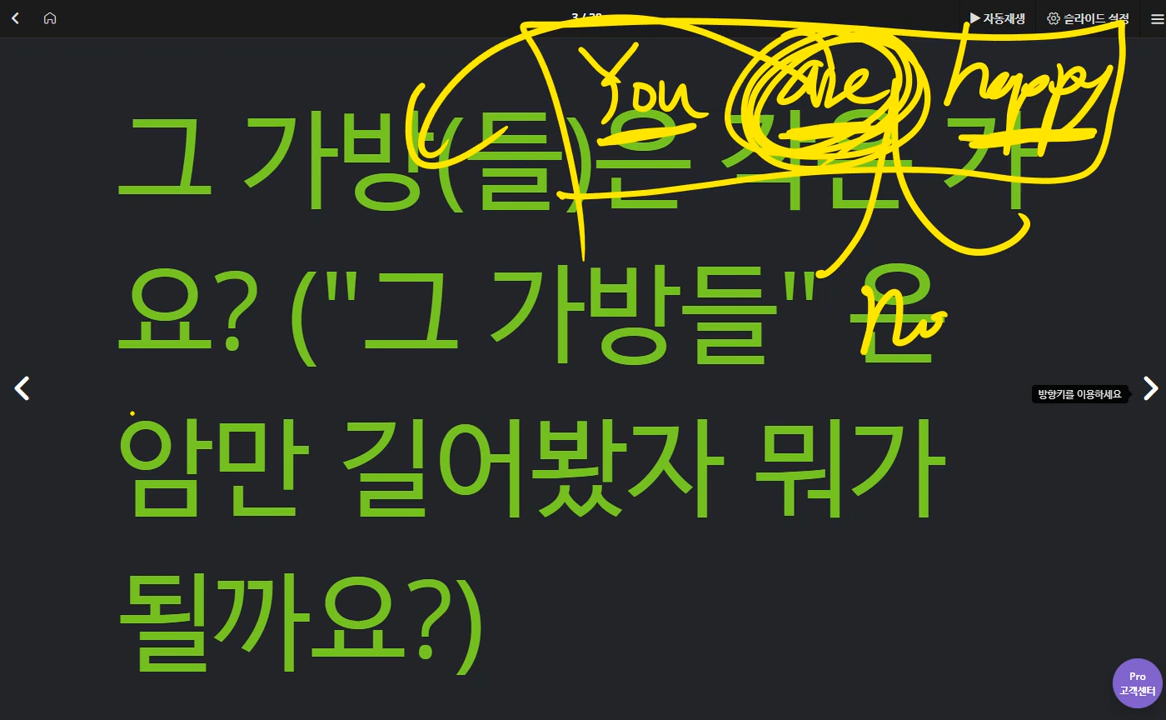 3 / 28
자동재생
슬라이드 설정
You are happy
그 가방(들)은 작은 가
요? ("그 가방들" 은
no
방향키를 이용하세요
암만 길어봤자 뭐가
될까요?)
Pro
고객센터